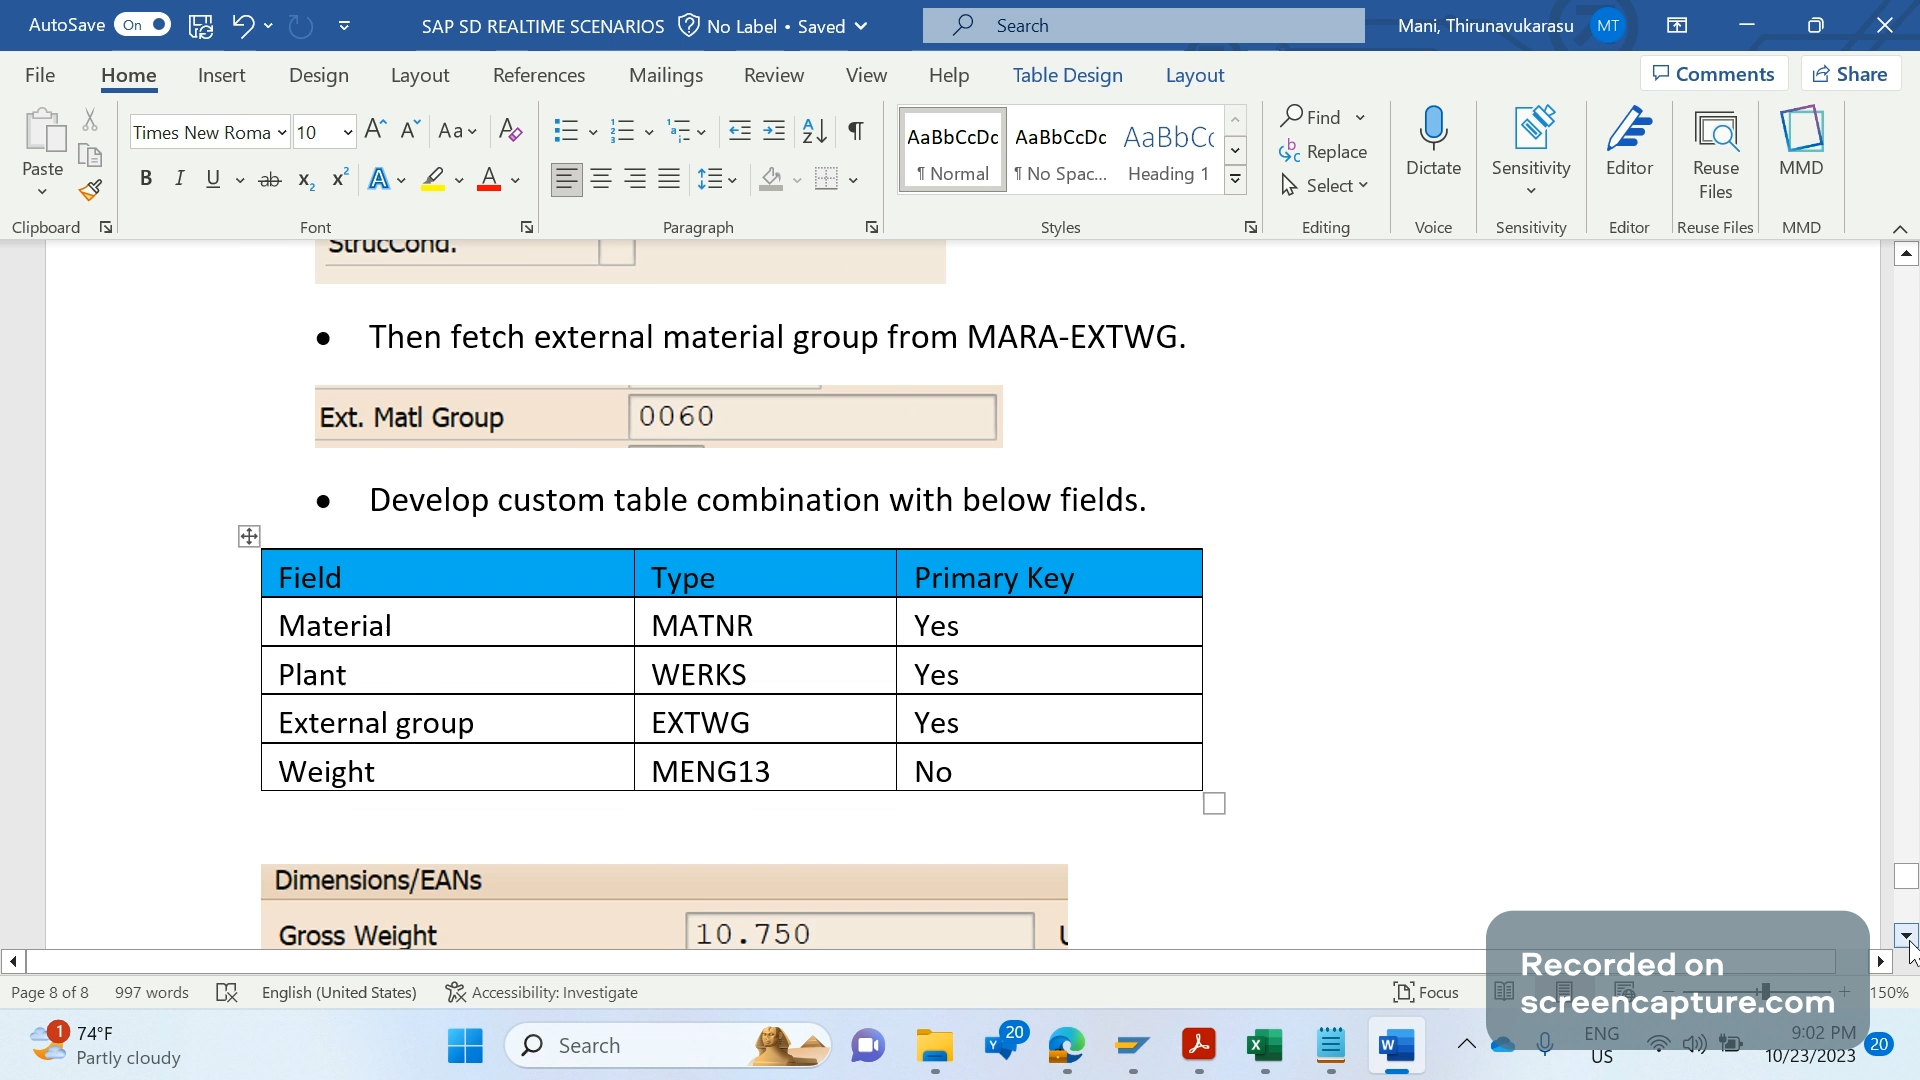 AutoSave On SAP SD REALTIME SCENARIOS No Label • Saved Search Mani, Thirunavukarasu MT
File Home Insert Design Layout References Mailings Review View Help Table Design Layout Comments Share
Times New Roma 10 Aa A A
Paste B I U ab x2 x2 A A
AaBbCcDc AaBbCcDc AaBbCc
¶ Normal ¶ No Spac... Heading 1
Find
Replace
Select
Dictate Sensitivity Editor Reuse Files MMD
Clipboard Font Paragraph Styles Editing Voice Sensitivity Editor Reuse Files MMD
StrucCond.
• Then fetch external material group from MARA-EXTWG.
Ext. Matl Group 0060
• Develop custom table combination with below fields.
Field Type Primary Key
Material MATNR Yes
Plant WERKS Yes
External group EXTWG Yes
Weight MENG13 No
Dimensions/EANs
Gross Weight 10.750
Recorded on
screencapture.com
Page 8 of 8 997 words English (United States) Accessibility: Investigate Focus 150%
1 74°F
Partly cloudy
Search 20
ENG
US
9:02 PM
10/23/2023 20